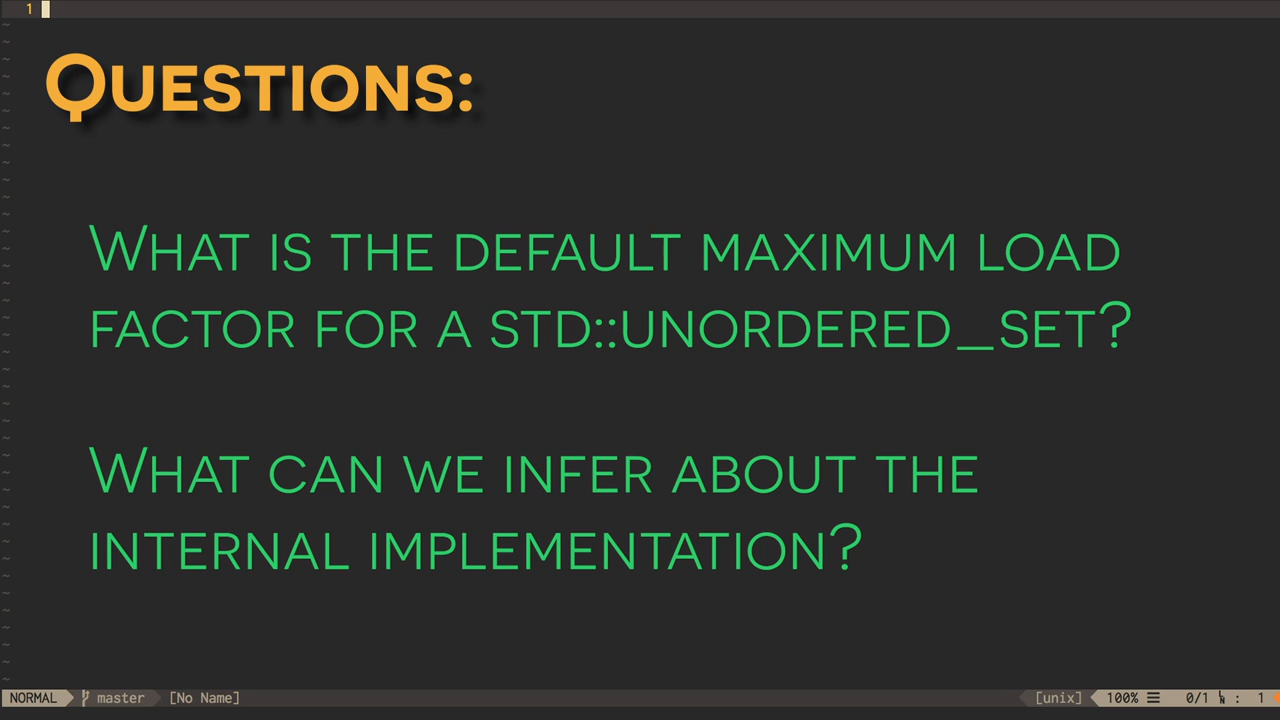 1
Questions:
What is the default maximum load
factor for a std::unordered_set?
What can we infer about the
internal implementation?
NORMAL master [No Name] [unix] 100% ☰ 0/1 ㏑ : 1